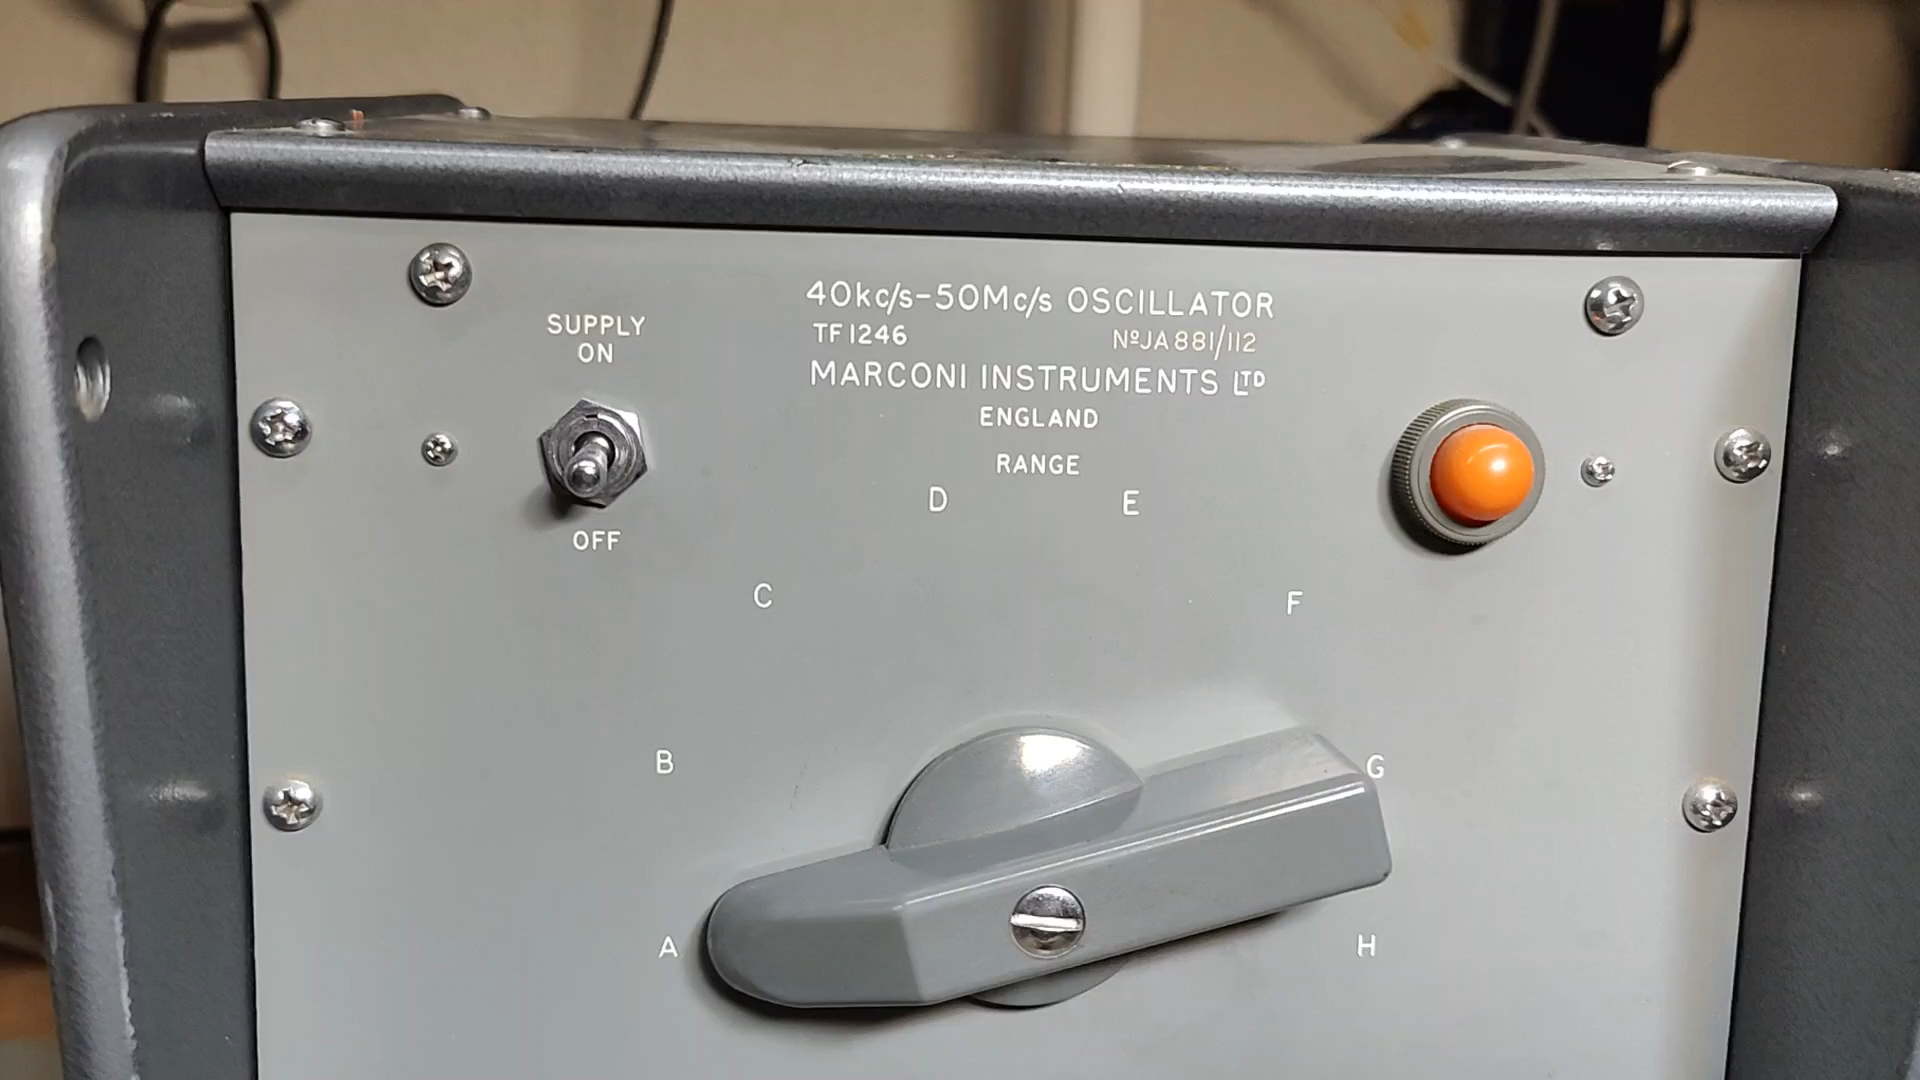 40kc/s-50Mc/s OSCILLATOR
TF 1246 NºJA 881/112
MARCONI INSTRUMENTS LTD
ENGLAND
SUPPLY
ON
OFF
RANGE
D E
C F
B G
A H